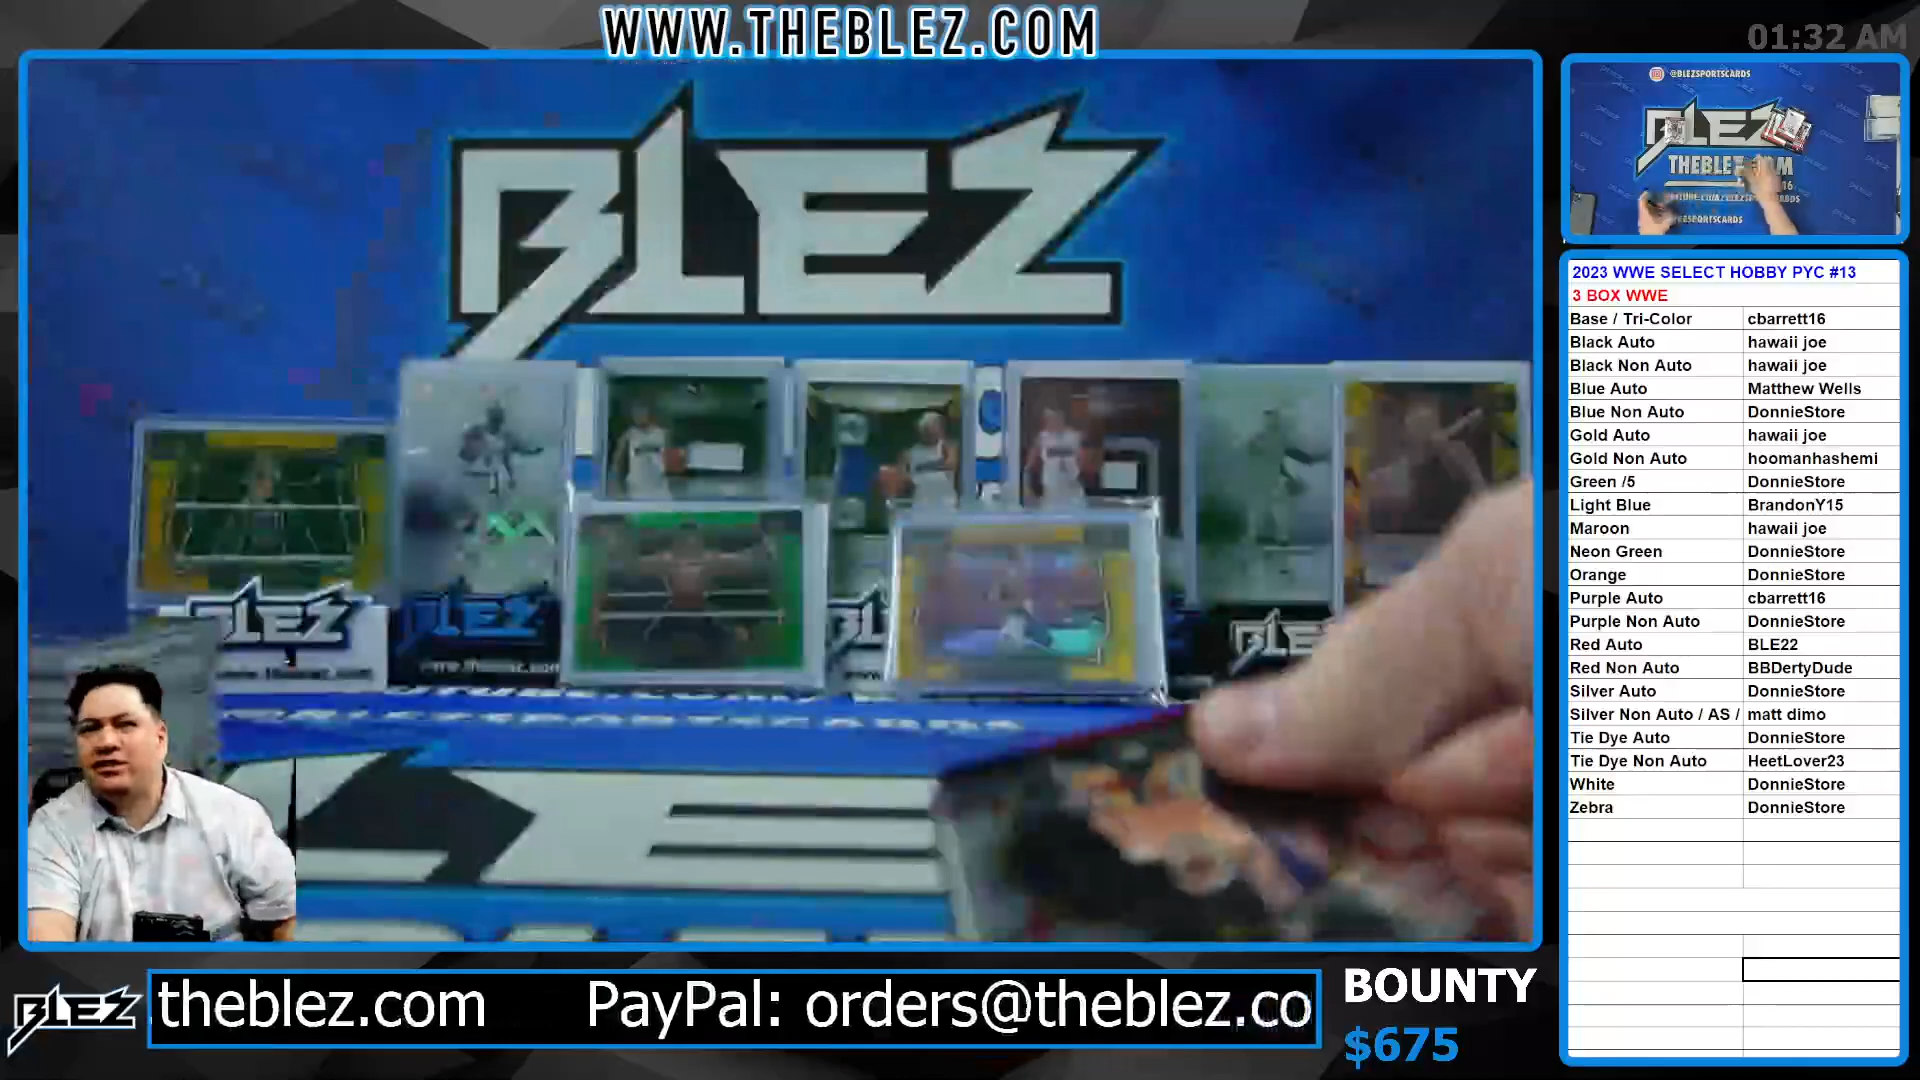 WWW.THEBLEZ.COM
01:32 AM
BLEZ
@BLEZSPORTSCARDS
BLEZ
2023 WWE SELECT HOBBY PYC #13
3 BOX WWE
Base / Tri-Color cbarrett16
Black Auto hawaii joe
Black Non Auto hawaii joe
Blue Auto Matthew Wells
Blue Non Auto DonnieStore
Gold Auto hawaii joe
Gold Non Auto hoomanhashemi
Green /5 DonnieStore
Light Blue BrandonY15
Maroon hawaii joe
Neon Green DonnieStore
Orange DonnieStore
Purple Auto cbarrett16
Purple Non Auto DonnieStore
Red Auto BLE22
Red Non Auto BBDertyDude
Silver Auto DonnieStore
Silver Non Auto / AS / matt dimo
Tie Dye Auto DonnieStore
Tie Dye Non Auto HeetLover23
White DonnieStore
Zebra DonnieStore
BLEZ
theblez.com PayPal: orders@theblez.co
BOUNTY
$675